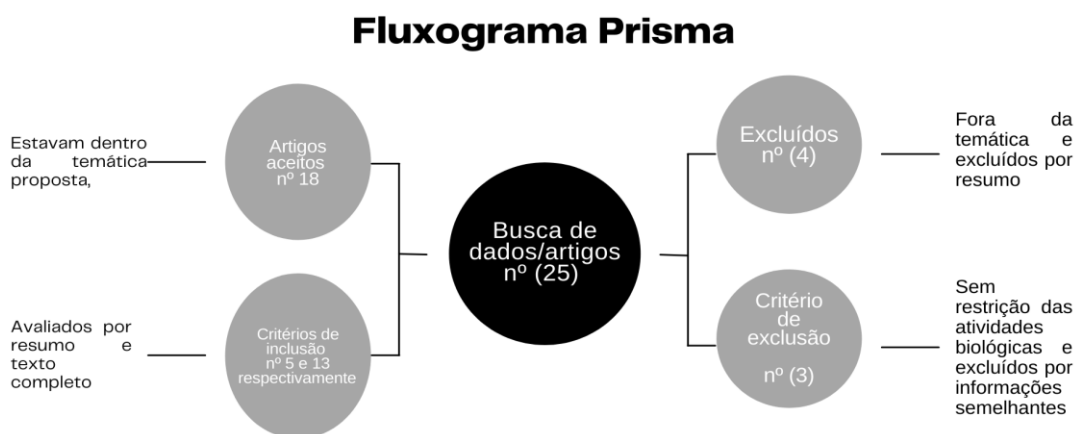 Fluxograma Prisma
Estavam dentro
da temática
proposta,
Artigos
aceitos
nº 18
Avaliados por
resumo e
texto
completo
Critérios de
inclusão
nº 5 e 13
respectivamente
Busca de
dados/artigos
nº (25)
Excluídos
nº (4)
Fora da
temática e
excluídos por
resumo
Critério
de
exclusão
nº (3)
Sem
restrição das
atividades
biológicas e
excluídos por
informações
semelhantes